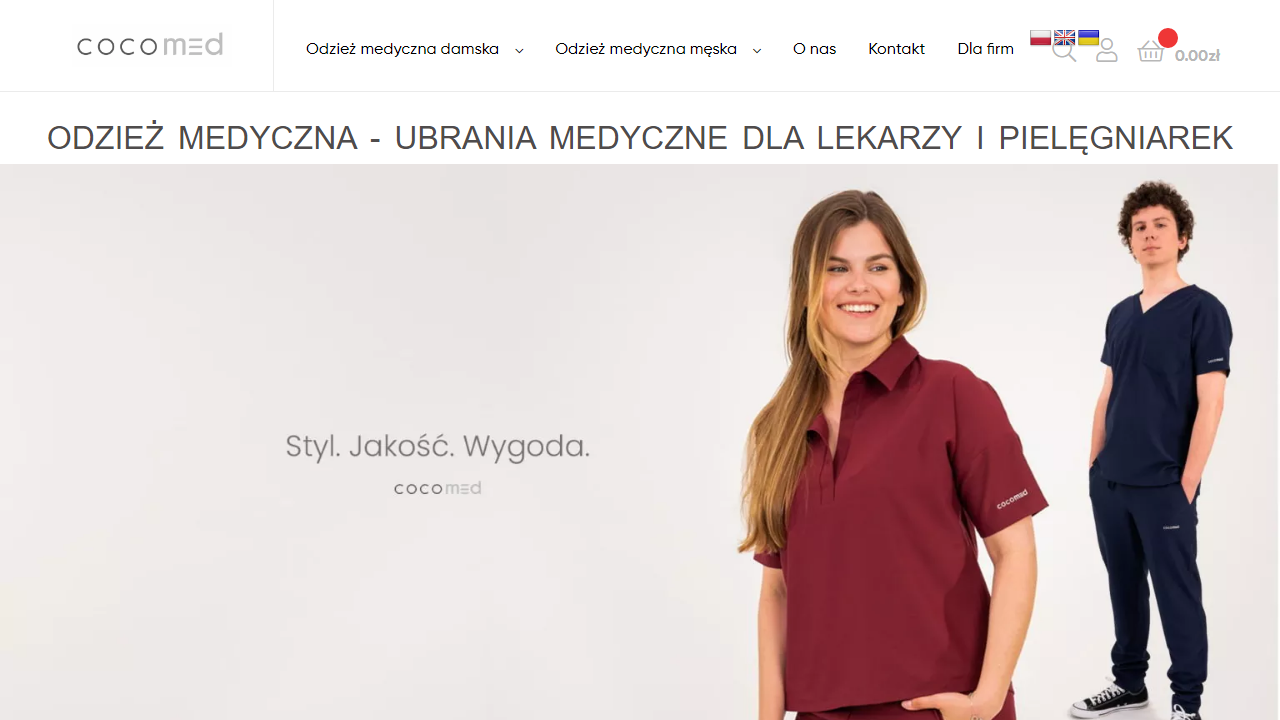 cocomed
Odzież medyczna damska
Odzież medyczna męska
O nas
Kontakt
Dla firm
0.00zł
ODZIEŻ MEDYCZNA - UBRANIA MEDYCZNE DLA LEKARZY I PIELĘGNIAREK
Styl. Jakość. Wygoda.
cocomed
cocomed
cocomed
cocomed